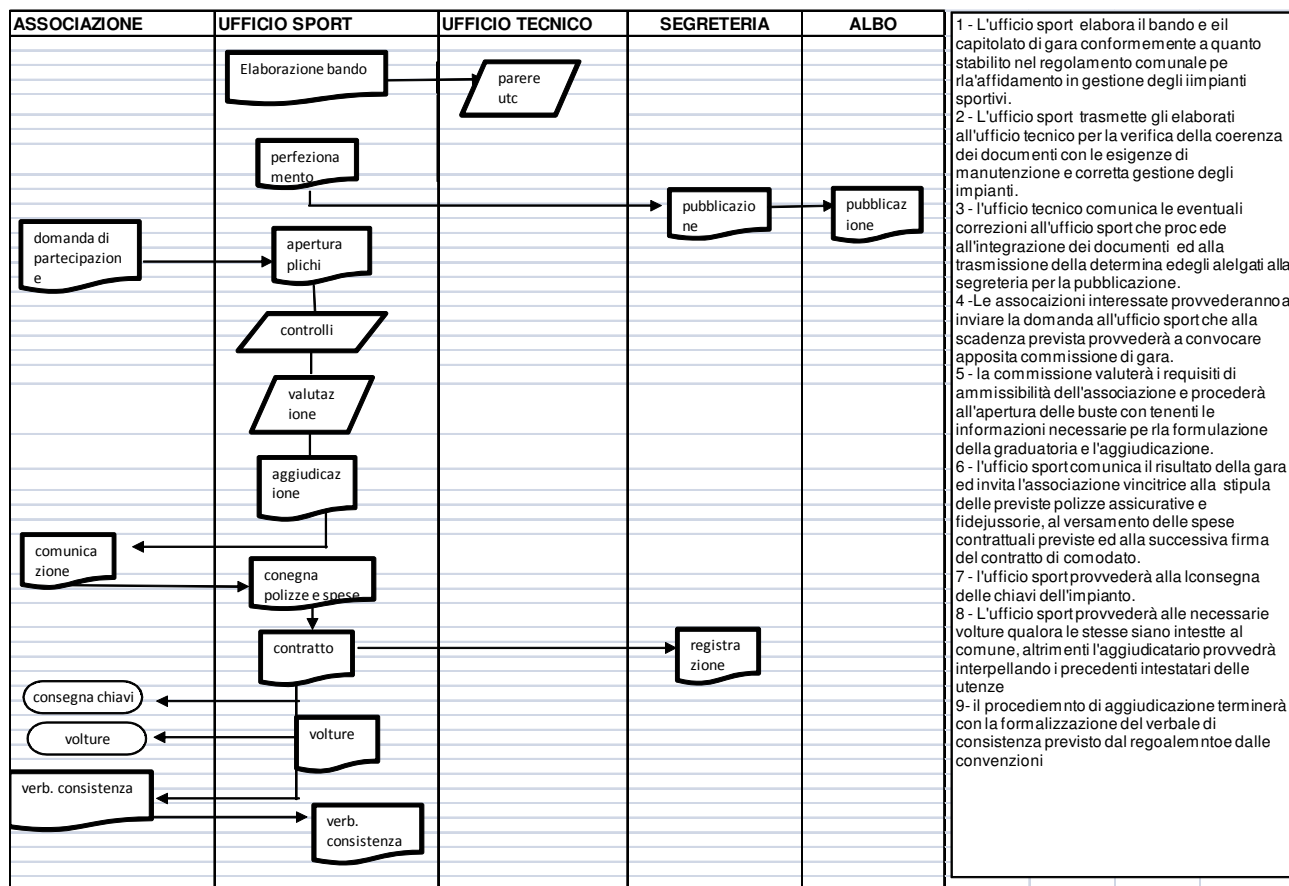 ASSOCIAZIONE
UFFICIO SPORT
UFFICIO TECNICO
SEGRETERIA
ALBO
Elaborazione bando
parere
utc
perfeziona
mento
pubblicazio
ne
pubblicaz
ione
domanda di
partecipazion
e
apertura
plichi
controlli
valutaz
ione
aggiudicaz
ione
comunica
zione
conegna
polizze e spese
contratto
registra
zione
consegna chiavi
volture
volture
verb. consistenza
verb.
consistenza
1 - L'ufficio sport elabora il bando e eil
capitolato di gara conformemente a quanto
stabilito nel regolamento comunale pe
rla'affidamento in gestione degli iimpianti
sportivi.
2 - L'ufficio sport trasmette gli elaborati
all'ufficio tecnico per la verifica della coerenza
dei documenti con le esigenze di
manutenzione e corretta gestione degli
impianti.
3 - l'ufficio tecnico comunica le eventuali
correzioni all'ufficio sport che procede
all'integrazione dei documenti ed alla
trasmissione della determina edegli alelgati alla
segreteria per la pubblicazione.
4 -Le assocaizioni interessate provvederanno a
inviare la domanda all'ufficio sport che alla
scadenza prevista provvederà a convocare
apposita commissione di gara.
5 - la commissione valuterà i requisiti di
ammissibilità dell'associazione e procederà
all'apertura delle buste con tenenti le
informazioni necessarie pe rla formulazione
della graduatoria e l'aggiudicazione.
6 - l'ufficio sport comunica il risultato della gara
ed invita l'associazione vincitrice alla stipula
delle previste polizze assicurative e
fidejussorie, al versamento delle spese
contrattuali previste ed alla successiva firma
del contratto di comodato.
7 - l'ufficio sport provvederà alla lconsegna
delle chiavi dell'impianto.
8 - L'ufficio sport provvederà alle necessarie
volture qualora le stesse siano intestte al
comune, altrimenti l'aggiudicatario provvedrà
interpellando i precedenti intestatari delle
utenze
9- il procediemnto di aggiudicazione terminerà
con la formalizzazione del verbale di
consistenza previsto dal regoalemntoe dalle
convenzioni